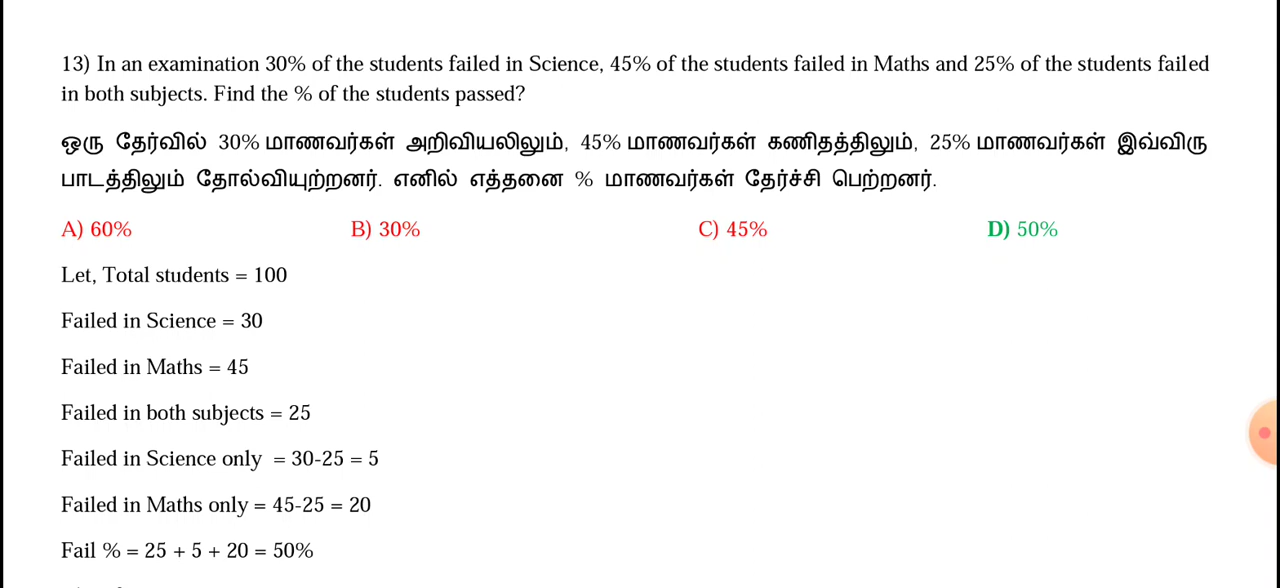 13) In an examination 30% of the students failed in Science, 45% of the students failed in Maths and 25% of the students failed
in both subjects. Find the % of the students passed?
ஒரு தேர்வில் 30% மாணவர்கள் அறிவியலிலும், 45% மாணவர்கள் கணிதத்திலும், 25% மாணவர்கள் இவ்விரு
பாடத்திலும் தோல்வியுற்றனர். எனில் எத்தனை % மாணவர்கள் தேர்ச்சி பெற்றனர்.
A) 60% B) 30% C) 45% D) 50%
Let, Total students = 100
Failed in Science = 30
Failed in Maths = 45
Failed in both subjects = 25
Failed in Science only = 30-25 = 5
Failed in Maths only = 45-25 = 20
Fail % = 25 + 5 + 20 = 50%